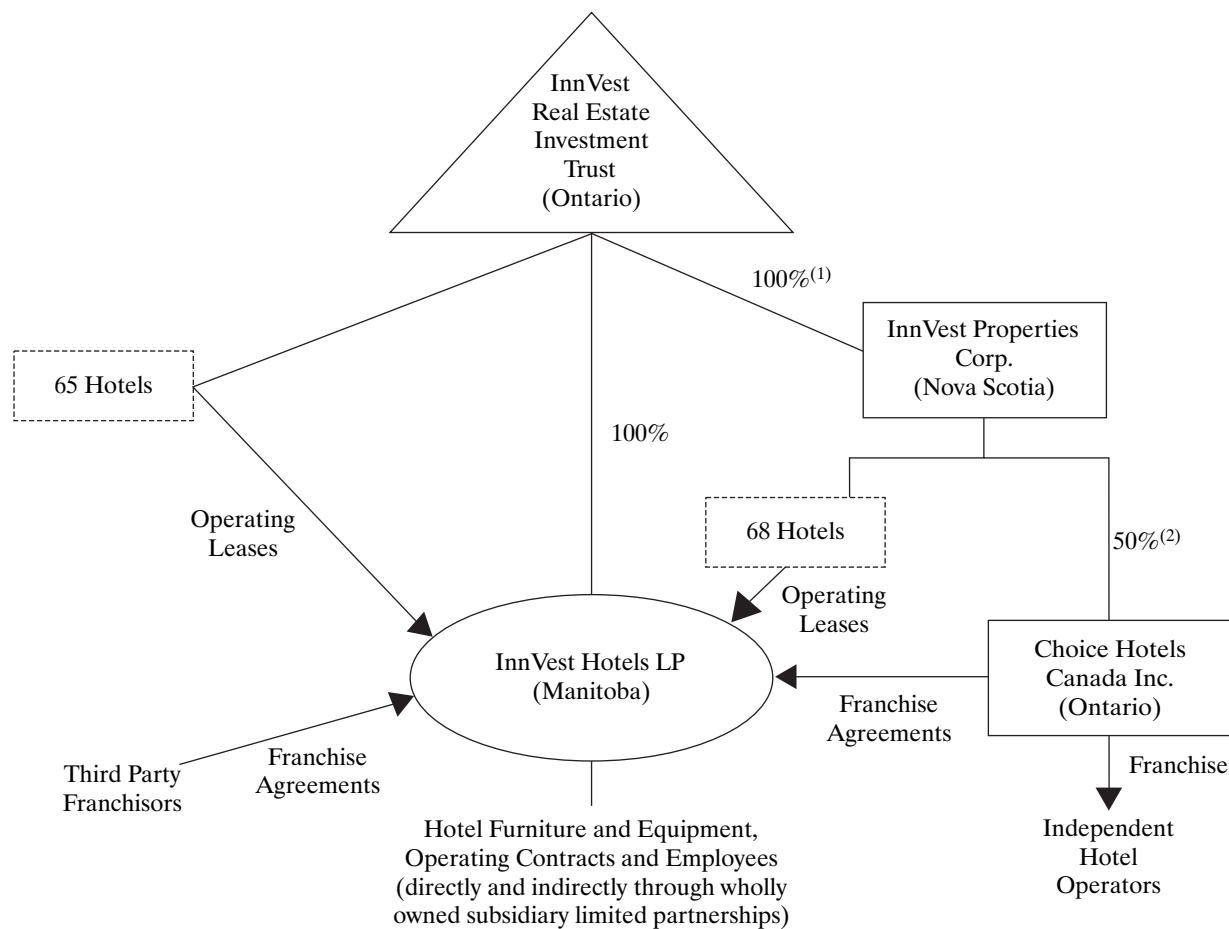 InnVest
Real Estate
Investment
Trust
(Ontario)
100%(1)
InnVest Properties
Corp.
(Nova Scotia)
65 Hotels
100%
Operating
Leases
68 Hotels
50%(2)
Operating
Leases
InnVest Hotels LP
(Manitoba)
Choice Hotels
Canada Inc.
(Ontario)
Franchise
Agreements
Third Party
Franchisors
Franchise
Agreements
Franchise
Hotel Furniture and Equipment,
Operating Contracts and Employees
(directly and indirectly through wholly
owned subsidiary limited partnerships)
Independent
Hotel
Operators